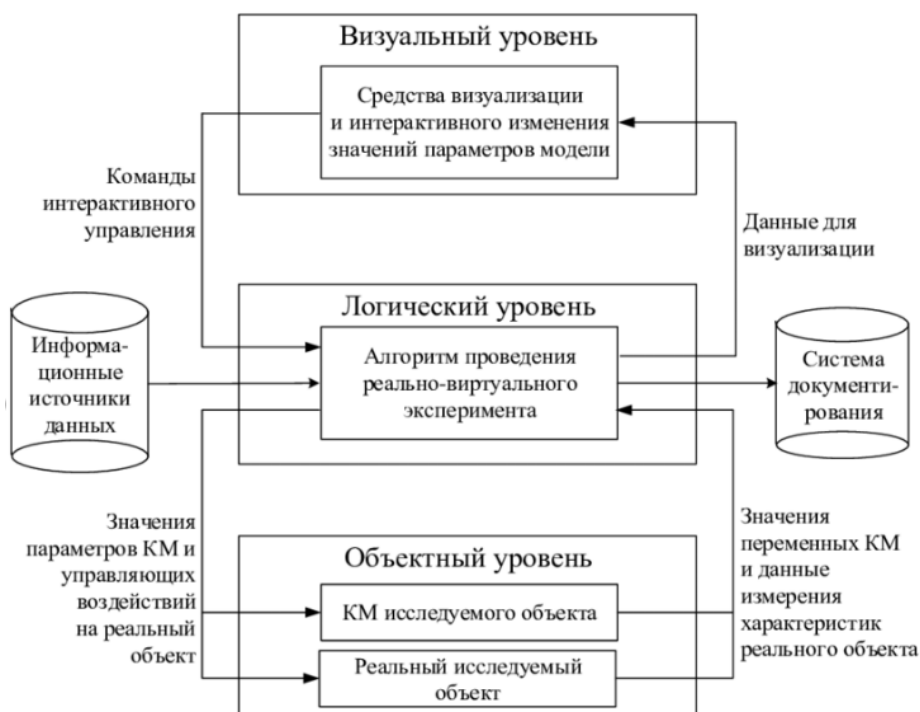 Визуальный уровень
Средства визуализации
и интерактивного изменения
значений параметров модели
Команды
интерактивного
управления
Данные для
визуализации
Логический уровень
Информа-
ционные
источники
данных
Алгоритм проведения
реально-виртуального
эксперимента
Система
документи-
рования
Значения
параметров КМ и
управляющих
воздействий
на реальный
объект
Значения
переменных КМ
и данные
измерения
характеристик
реального объекта
Объектный уровень
КМ исследуемого объекта
Реальный исследуемый
объект